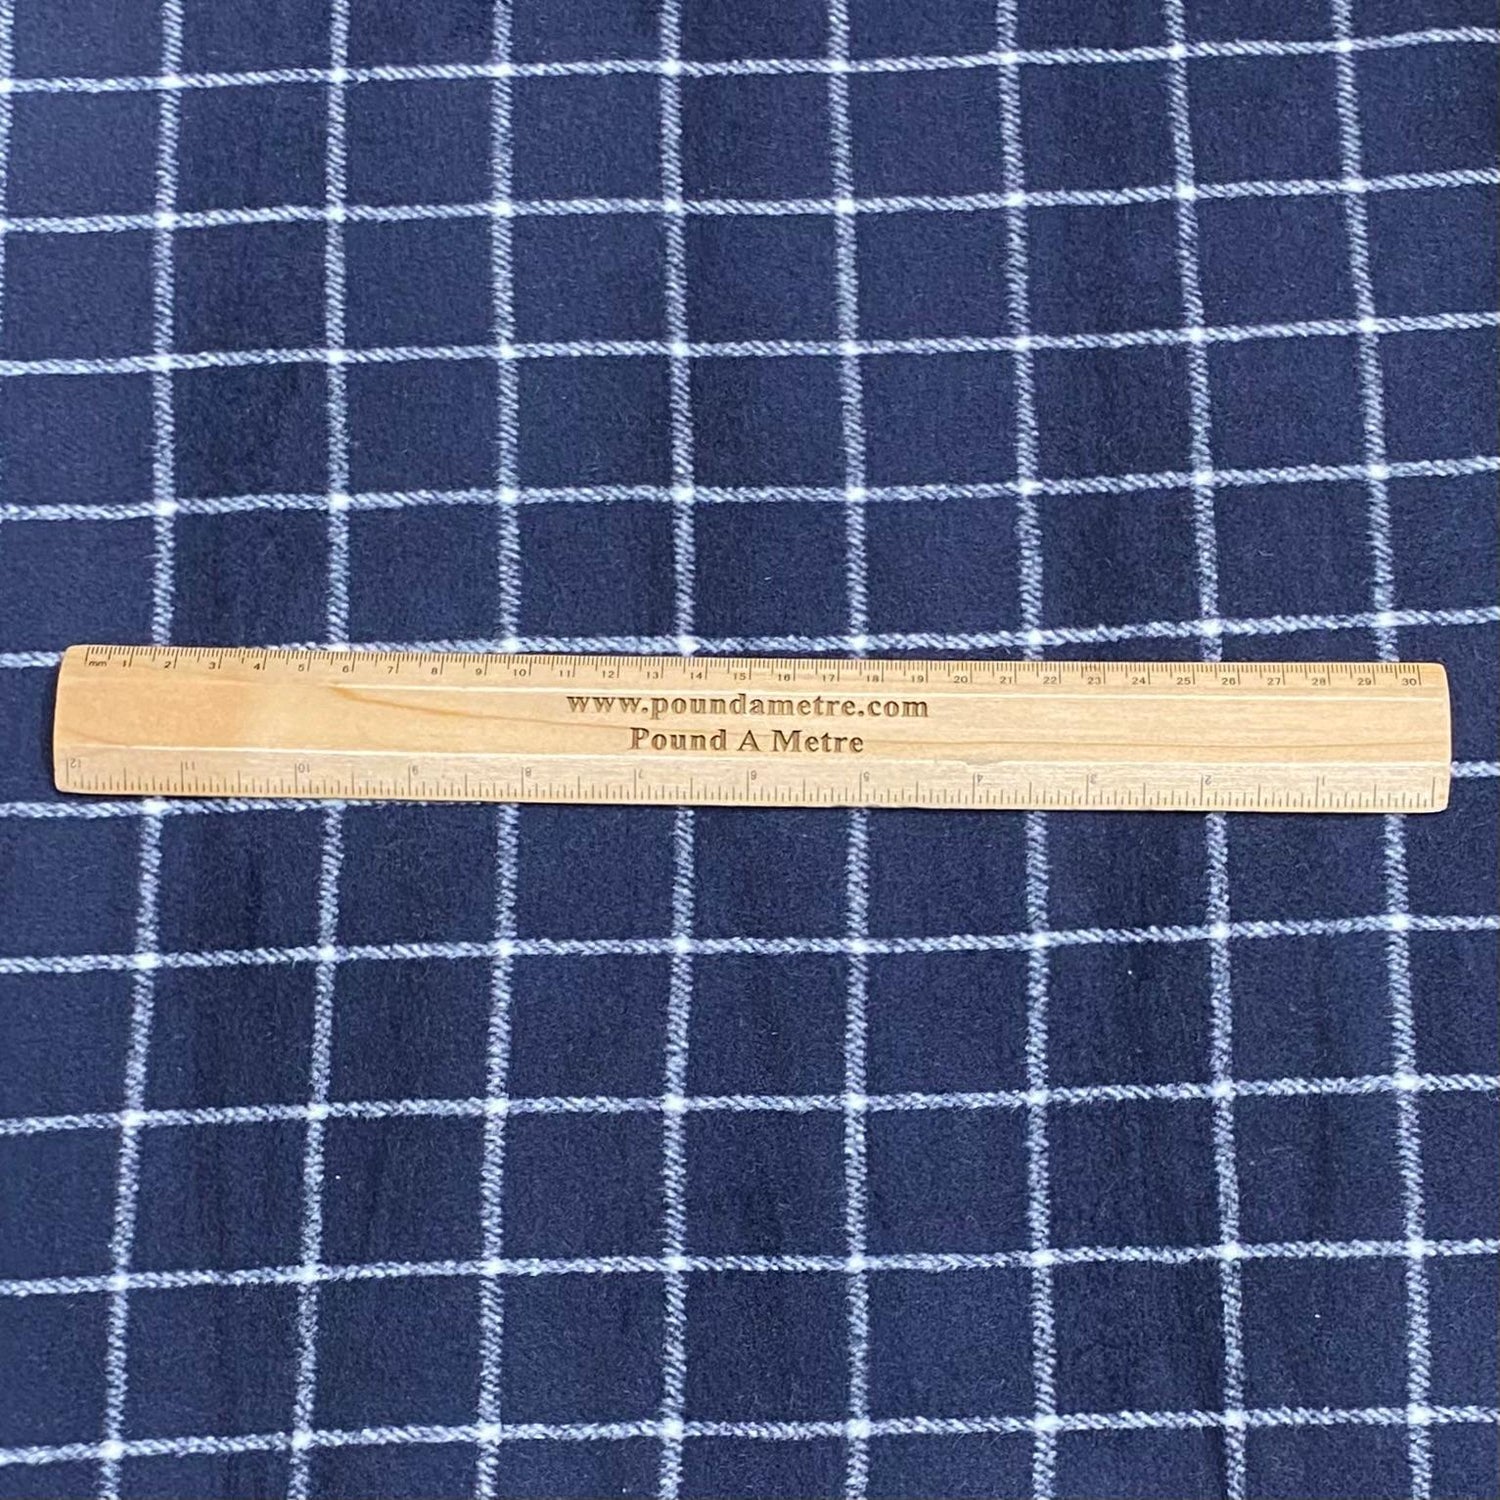 mm 1 2 3 4 5 6 7 8 9 10 11 12 13 14 15 16 17 18 19 20 21 22 23 24 25 26 27 28 29 30
www.poundametre.com
Pound A Metre
12 11 10 9 8 7 6 5 4 3 2 1